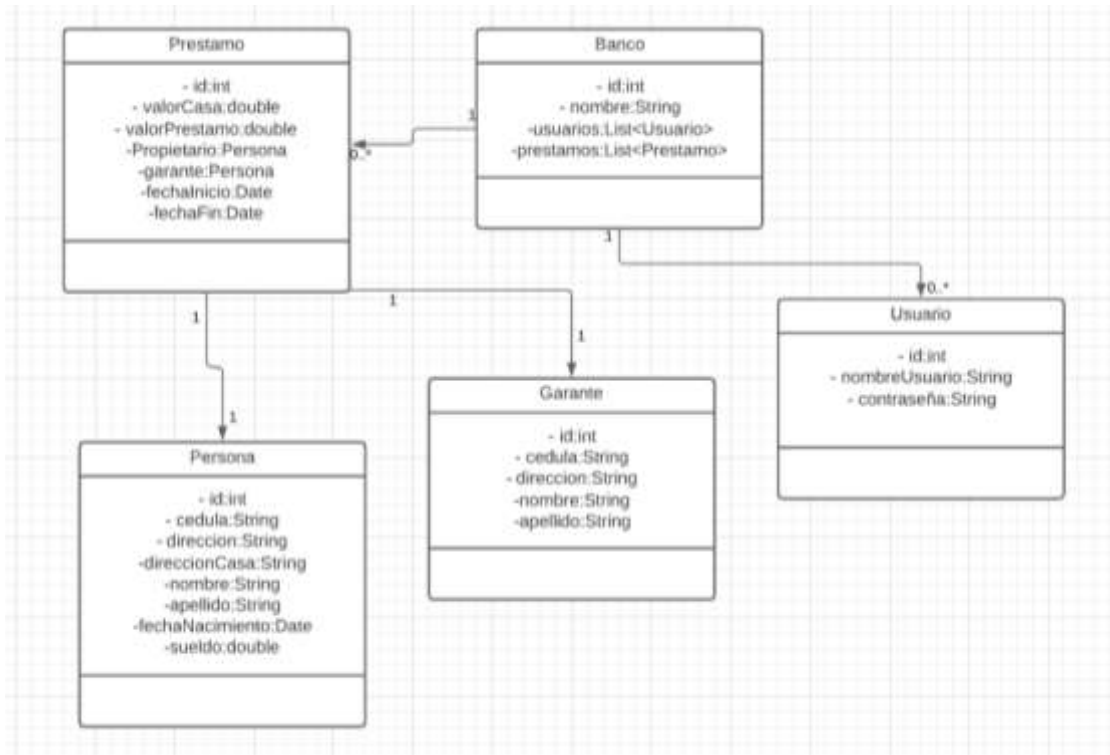 Prestamo
- id:int
- valorCasa:double
- valorPrestamo:double
-Propietario:Persona
-garante:Persona
-fechaInicio:Date
-fechaFin:Date
Banco
- id:int
- nombre:String
-usuarios:List<Usuario>
-prestamos:List<Prestamo>
1
0..*
1
0..*
1
1
1
1
Usuario
- id:int
- nombreUsuario:String
- contraseña:String
Garante
- id:int
- cedula:String
- direccion:String
-nombre:String
-apellido:String
Persona
- id:int
- cedula:String
- direccion:String
-direccionCasa:String
-nombre:String
-apellido:String
-fechaNacimiento:Date
-sueldo:double